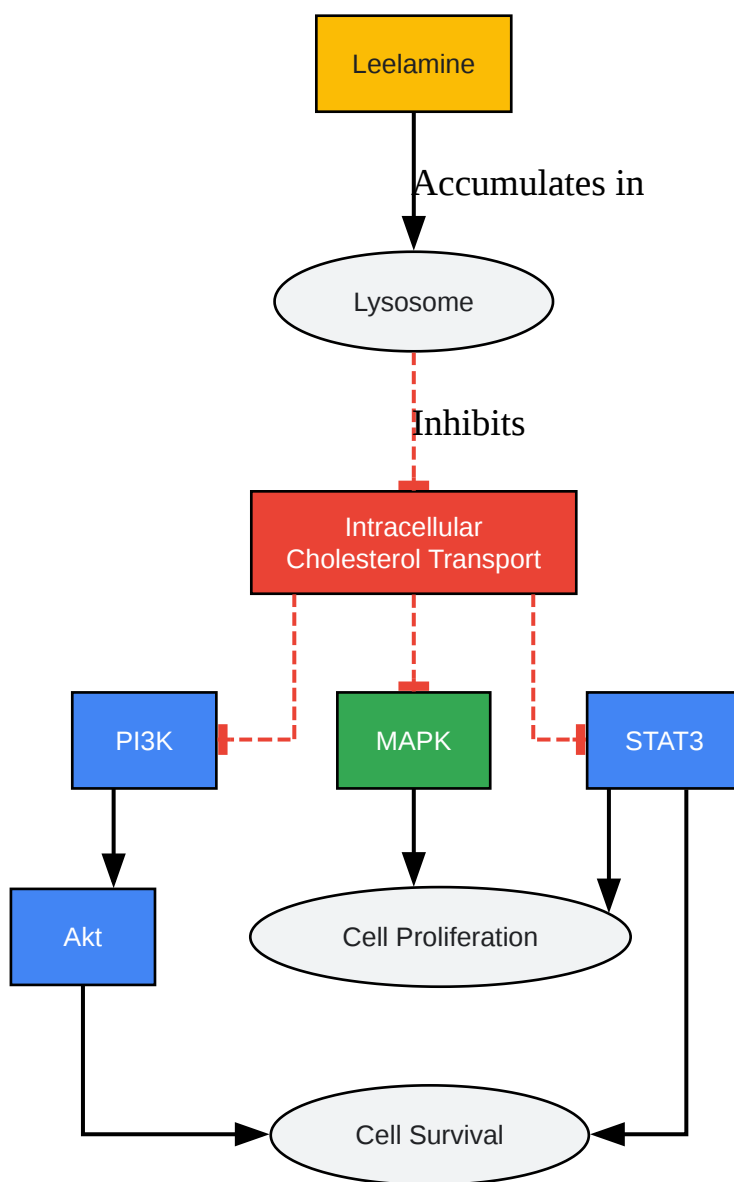 Leelamine
Accumulates in
Lysosome
Inhibits
Intracellular
Cholesterol Transport
PI3K
MAPK
STAT3
Akt
Cell Proliferation
Cell Survival